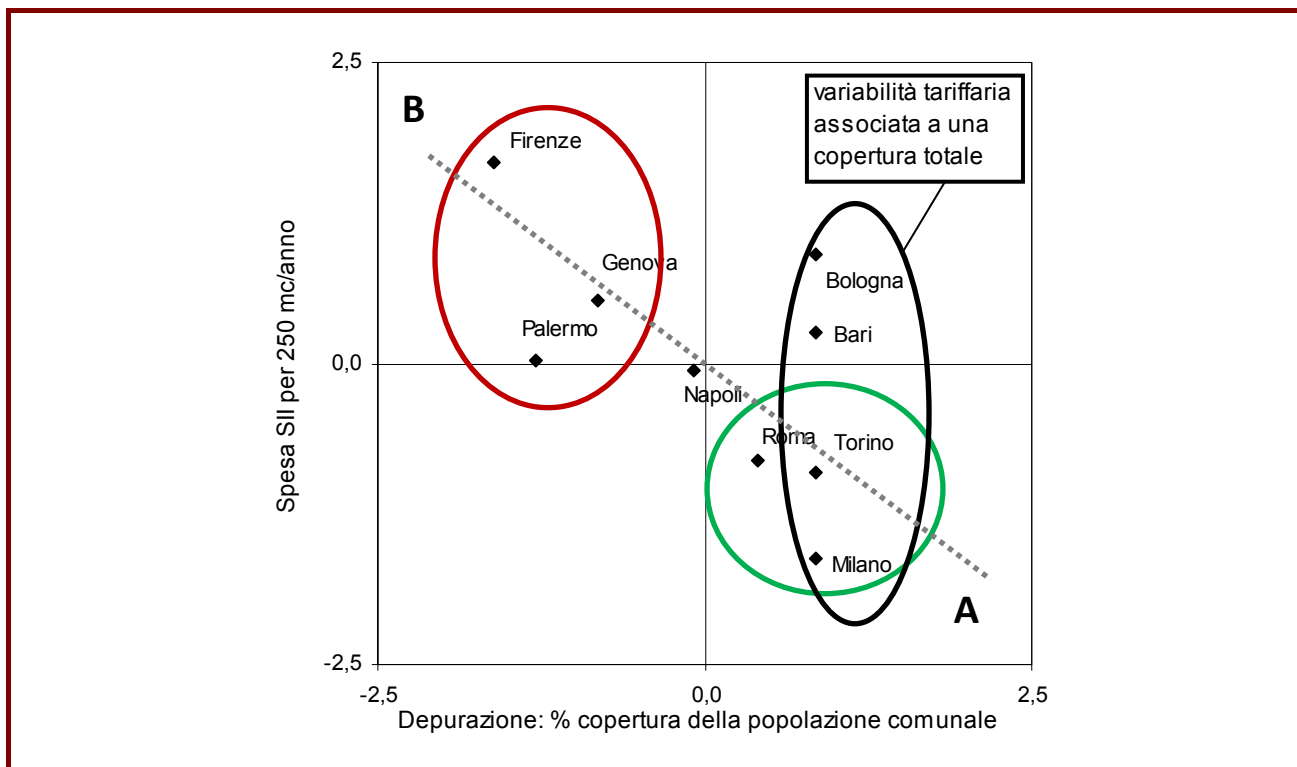 2,5
variabilità tariffaria
associata a una
copertura totale
B
Firenze
Genova
Bologna
Palermo
Bari
0,0
Napoli
Roma
Torino
Milano
A
-2,5
-2,5
0,0
2,5
Spesa SII per 250 mc/anno
Depurazione: % copertura della popolazione comunale